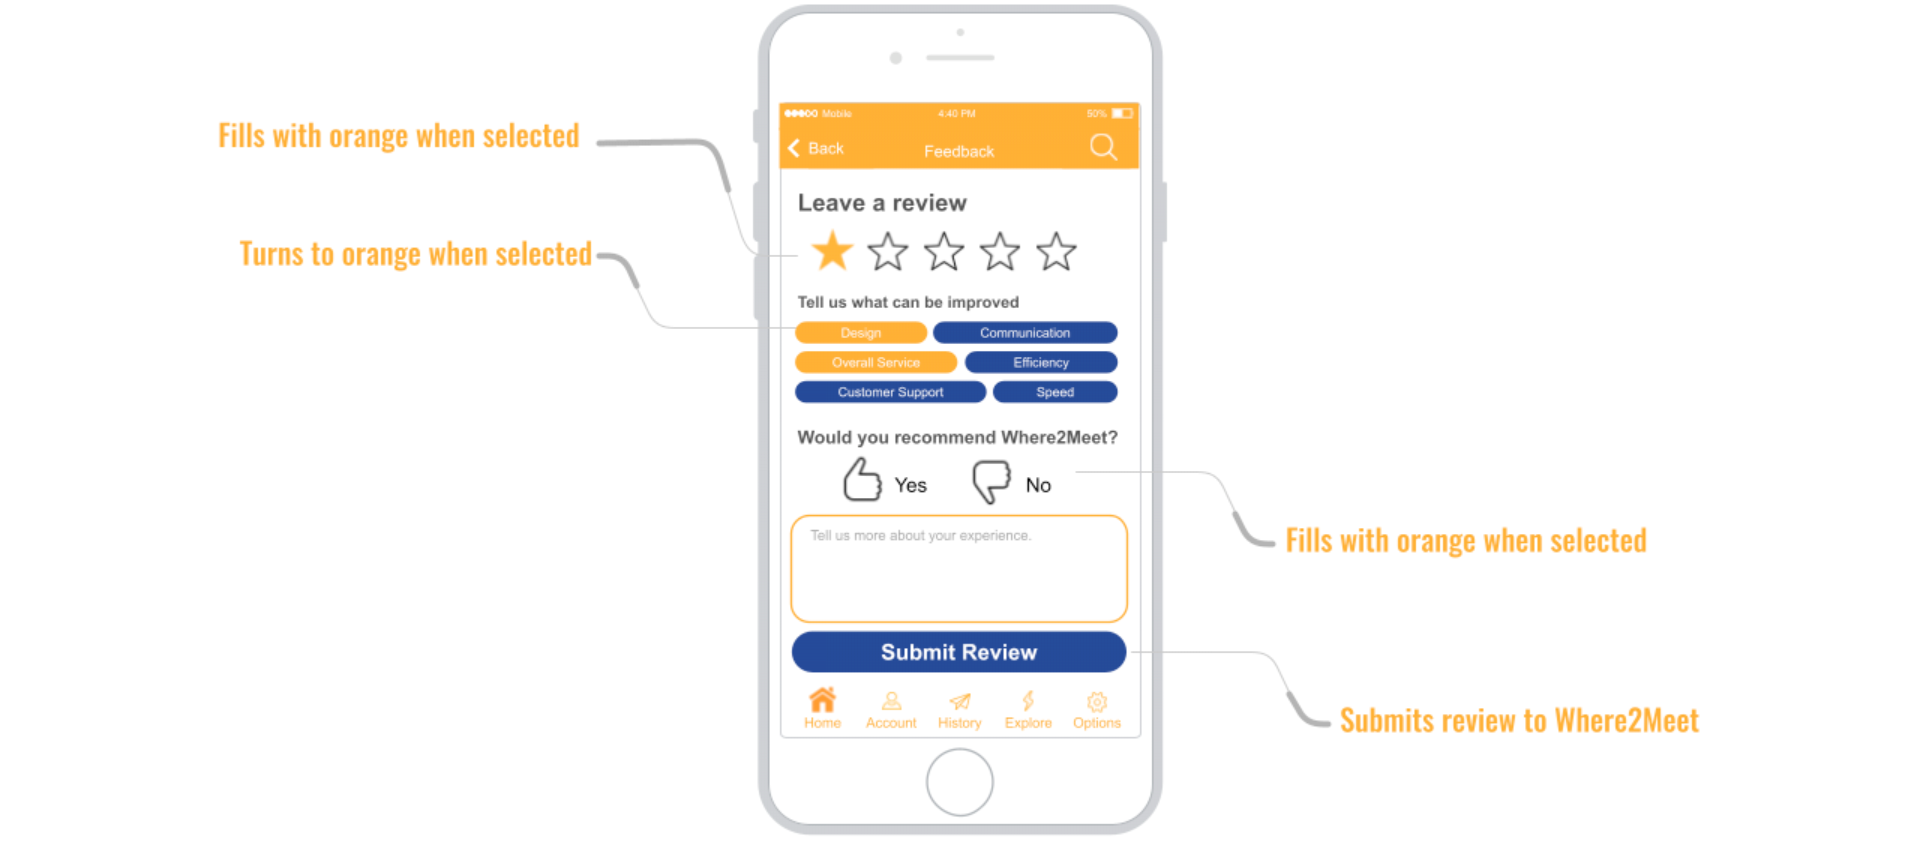 Fills with orange when selected
Turns to orange when selected
Mobile 4:40 PM 50%
Back Feedback
Leave a review
Tell us what can be improved
Design Communication
Overall Service Efficiency
Customer Support Speed
Would you recommend Where2Meet?
Yes No
Tell us more about your experience.
Submit Review
Home Account History Explore Options
Fills with orange when selected
Submits review to Where2Meet